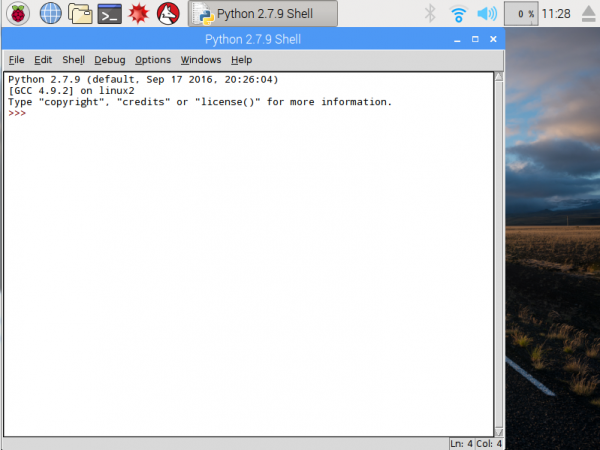 Python 2.7.9 Shell
0 %
11:28
Python 2.7.9 Shell
File Edit Shell Debug Options Windows Help
Python 2.7.9 (default, Sep 17 2016, 20:26:04)
[GCC 4.9.2] on linux2
Type "copyright", "credits" or "license()" for more information.
>>>
Ln: 4 Col: 4